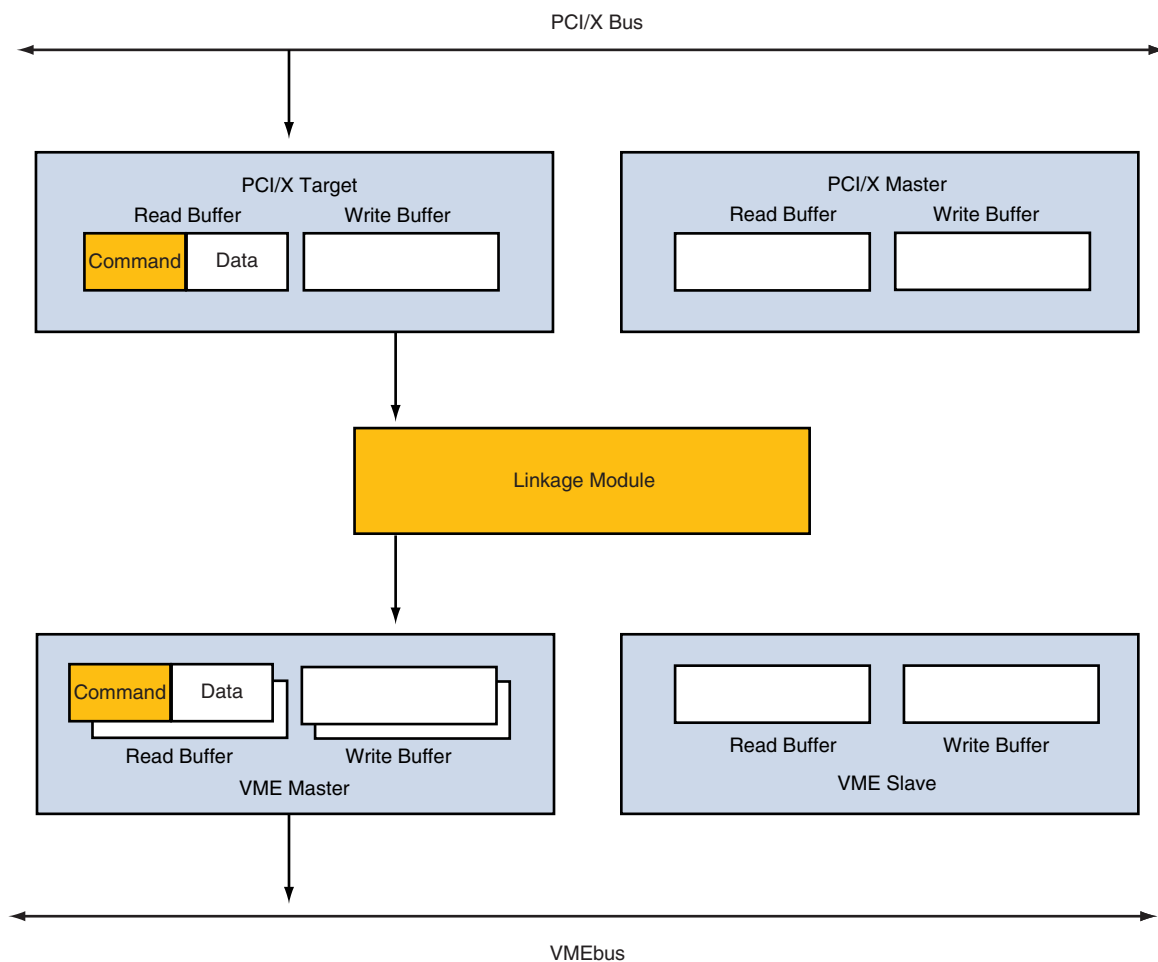 PCI/X Bus
PCI/X Target
Read Buffer
Write Buffer
Command
Data
PCI/X Master
Read Buffer
Write Buffer
Linkage Module
Command
Data
Read Buffer
Write Buffer
VME Master
Read Buffer
Write Buffer
VME Slave
VMEbus